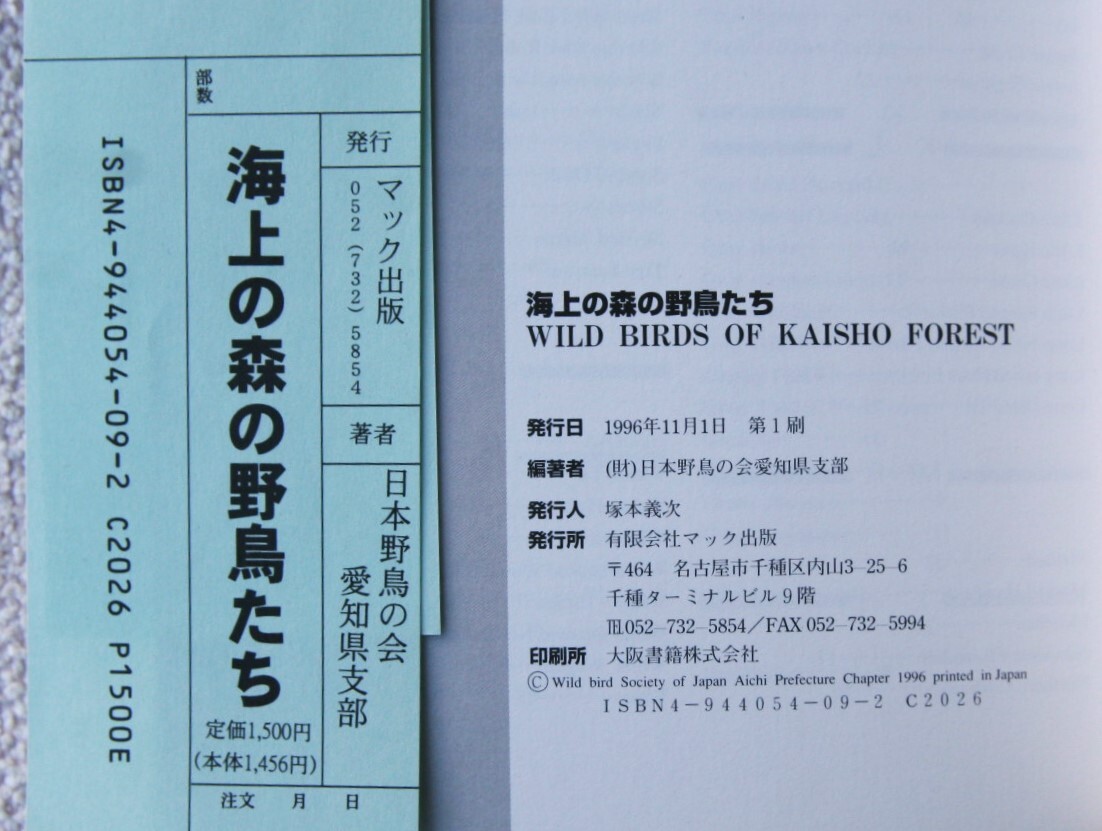 部数
発行
マック出版
052(732)5854
著者
日本野鳥の会
愛知県支部
海上の森の野鳥たち
定価1,500円
(本体1,456円)
注文 月 日
ISBN4-944054-09-2 C2026 P1500E
海上の森の野鳥たち
WILD BIRDS OF KAISHO FOREST
発行日 1996年11月1日 第1刷
編著者 (財)日本野鳥の会愛知県支部
発行人 塚本義次
発行所 有限会社マック出版
〒464 名古屋市千種区内山3-25-6
千種ターミナルビル9階
℡052-732-5854/FAX 052-732-5994
印刷所 大阪書籍株式会社
©Wild bird Society of Japan Aichi Prefecture Chapter 1996 printed in Japan
ISBN4-944054-09-2 C2026